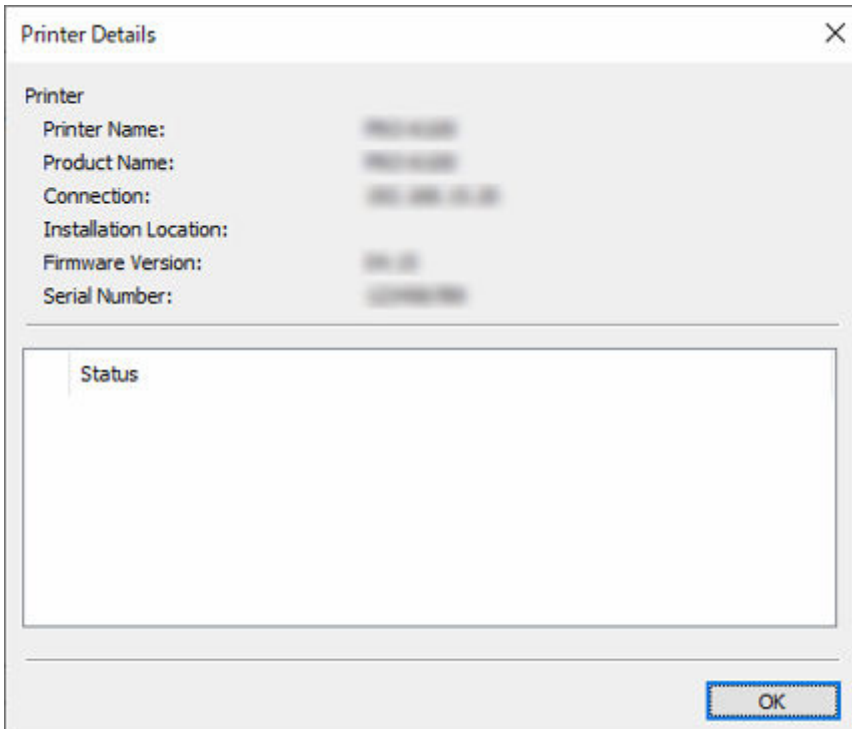 Printer Details
Printer
Printer Name:
Product Name:
Connection:
Installation Location:
Firmware Version:
Serial Number:
Status
OK